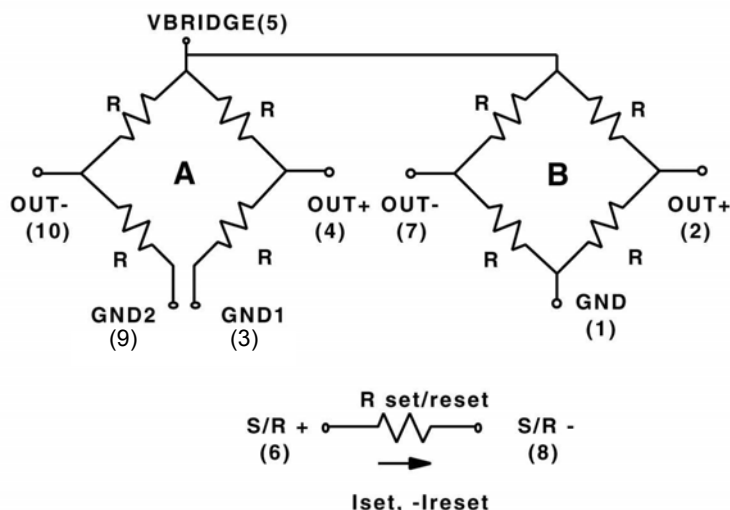 VBRIDGE(5)
R R R R
A B
OUT- OUT+ OUT- OUT+
(10) (4) (7) (2)
R R R R
GND2 GND1 GND
(9) (3) (1)
R set/reset
S/R + S/R -
(6) (8)
Iset, -Ireset